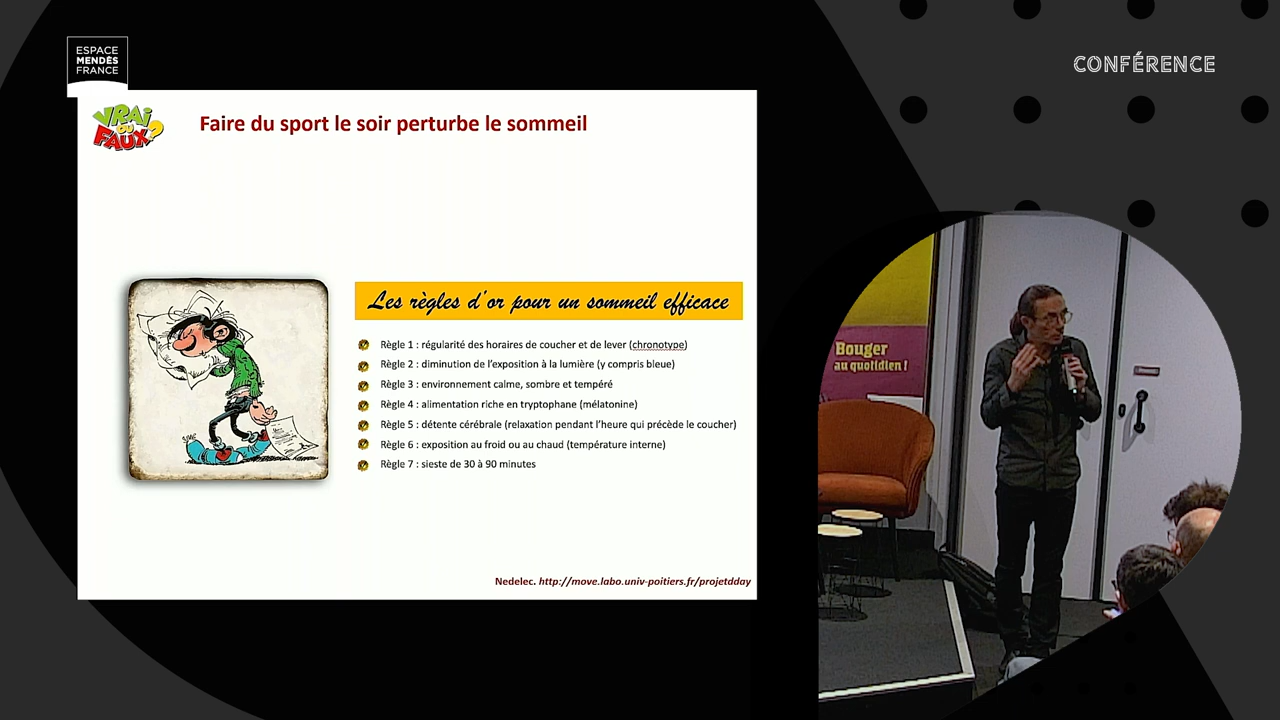 ESPACE
MENDÈS
FRANCE
CONFÉRENCE
VRAI
OU
FAUX?
Faire du sport le soir perturbe le sommeil
Les règles d'or pour un sommeil efficace
Règle 1 : régularité des horaires de coucher et de lever (chronotype)
Règle 2 : diminution de l'exposition à la lumière (y compris bleue)
Règle 3 : environnement calme, sombre et tempéré
Règle 4 : alimentation riche en tryptophane (mélatonine)
Règle 5 : détente cérébrale (relaxation pendant l'heure qui précède le coucher)
Règle 6 : exposition au froid ou au chaud (température interne)
Règle 7 : sieste de 30 à 90 minutes
Nedelec. http://move.labo.univ-poitiers.fr/projetdday
Bouger
au quotidien !